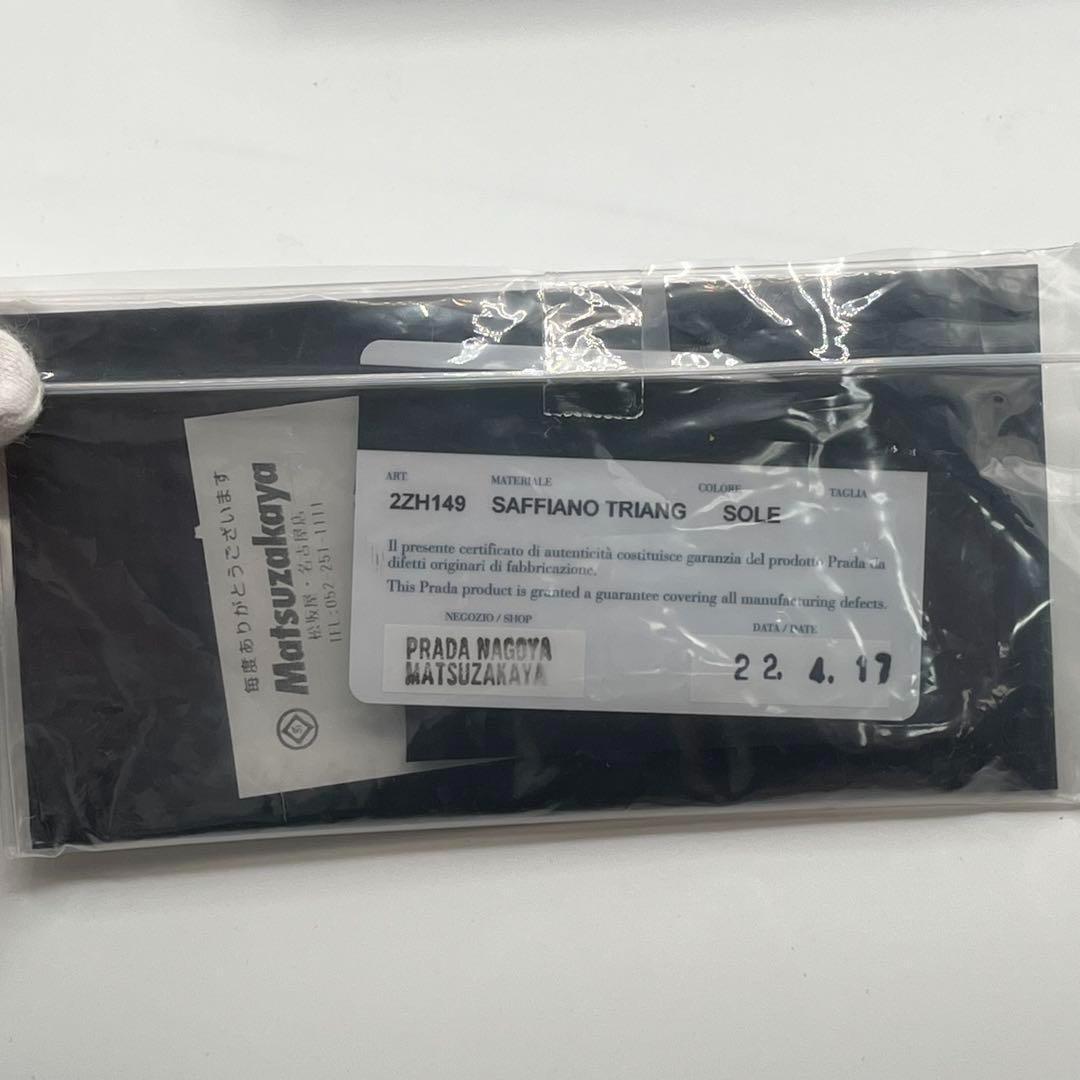 毎度ありがとうございます
Matsuzakaya
松坂屋・名古屋店
TEL:052-251-1111
ART.
MATERIALE
COLORE
TAGLIA
2ZH149
SAFFIANO TRIANG
SOLE
Il presente certificato di autenticità costituisce garanzia del prodotto Prada da
difetti originari di fabbricazione.
This Prada product is granted a guarantee covering all manufacturing defects.
NEGOZIO / SHOP
DATA / DATE
PRADA NAGOYA
MATSUZAKAYA
22. 4. 17